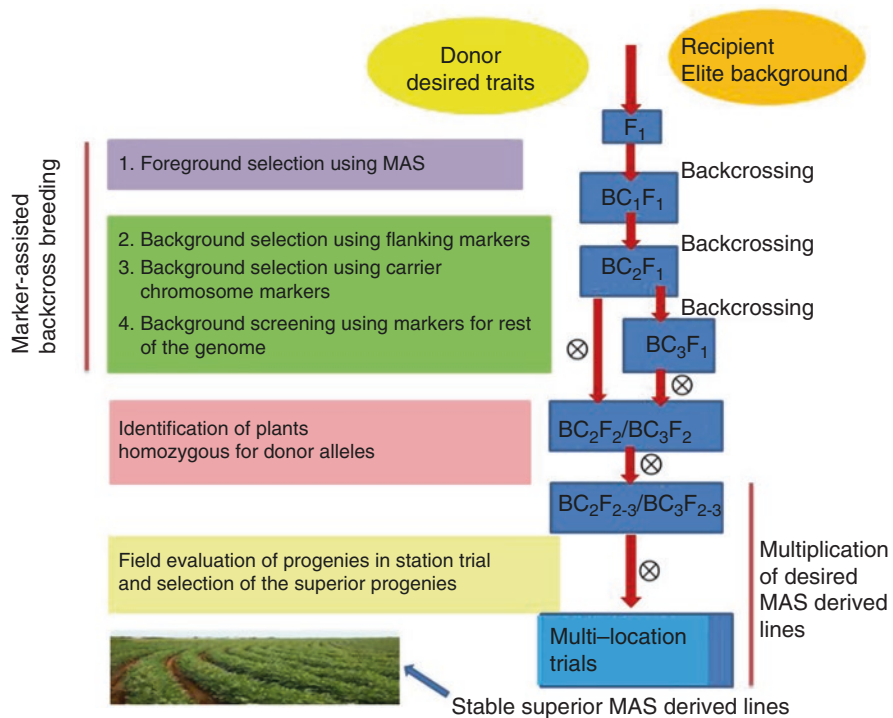 Donor
desired traits
Recipient
Elite background
F₁
1. Foreground selection using MAS
Backcrossing
BC₁F₁
Marker-assisted
backcross breeding
2. Background selection using flanking markers
3. Background selection using carrier
chromosome markers
4. Background screening using markers for rest
of the genome
Backcrossing
BC₂F₁
Backcrossing
BC₃F₁
Identification of plants
homozygous for donor alleles
BC₂F₂/BC₃F₂
BC₂F₂₋₃/BC₃F₂₋₃
Field evaluation of progenies in station trial
and selection of the superior progenies
Multiplication
of desired
MAS derived
lines
Multi–location
trials
Stable superior MAS derived lines